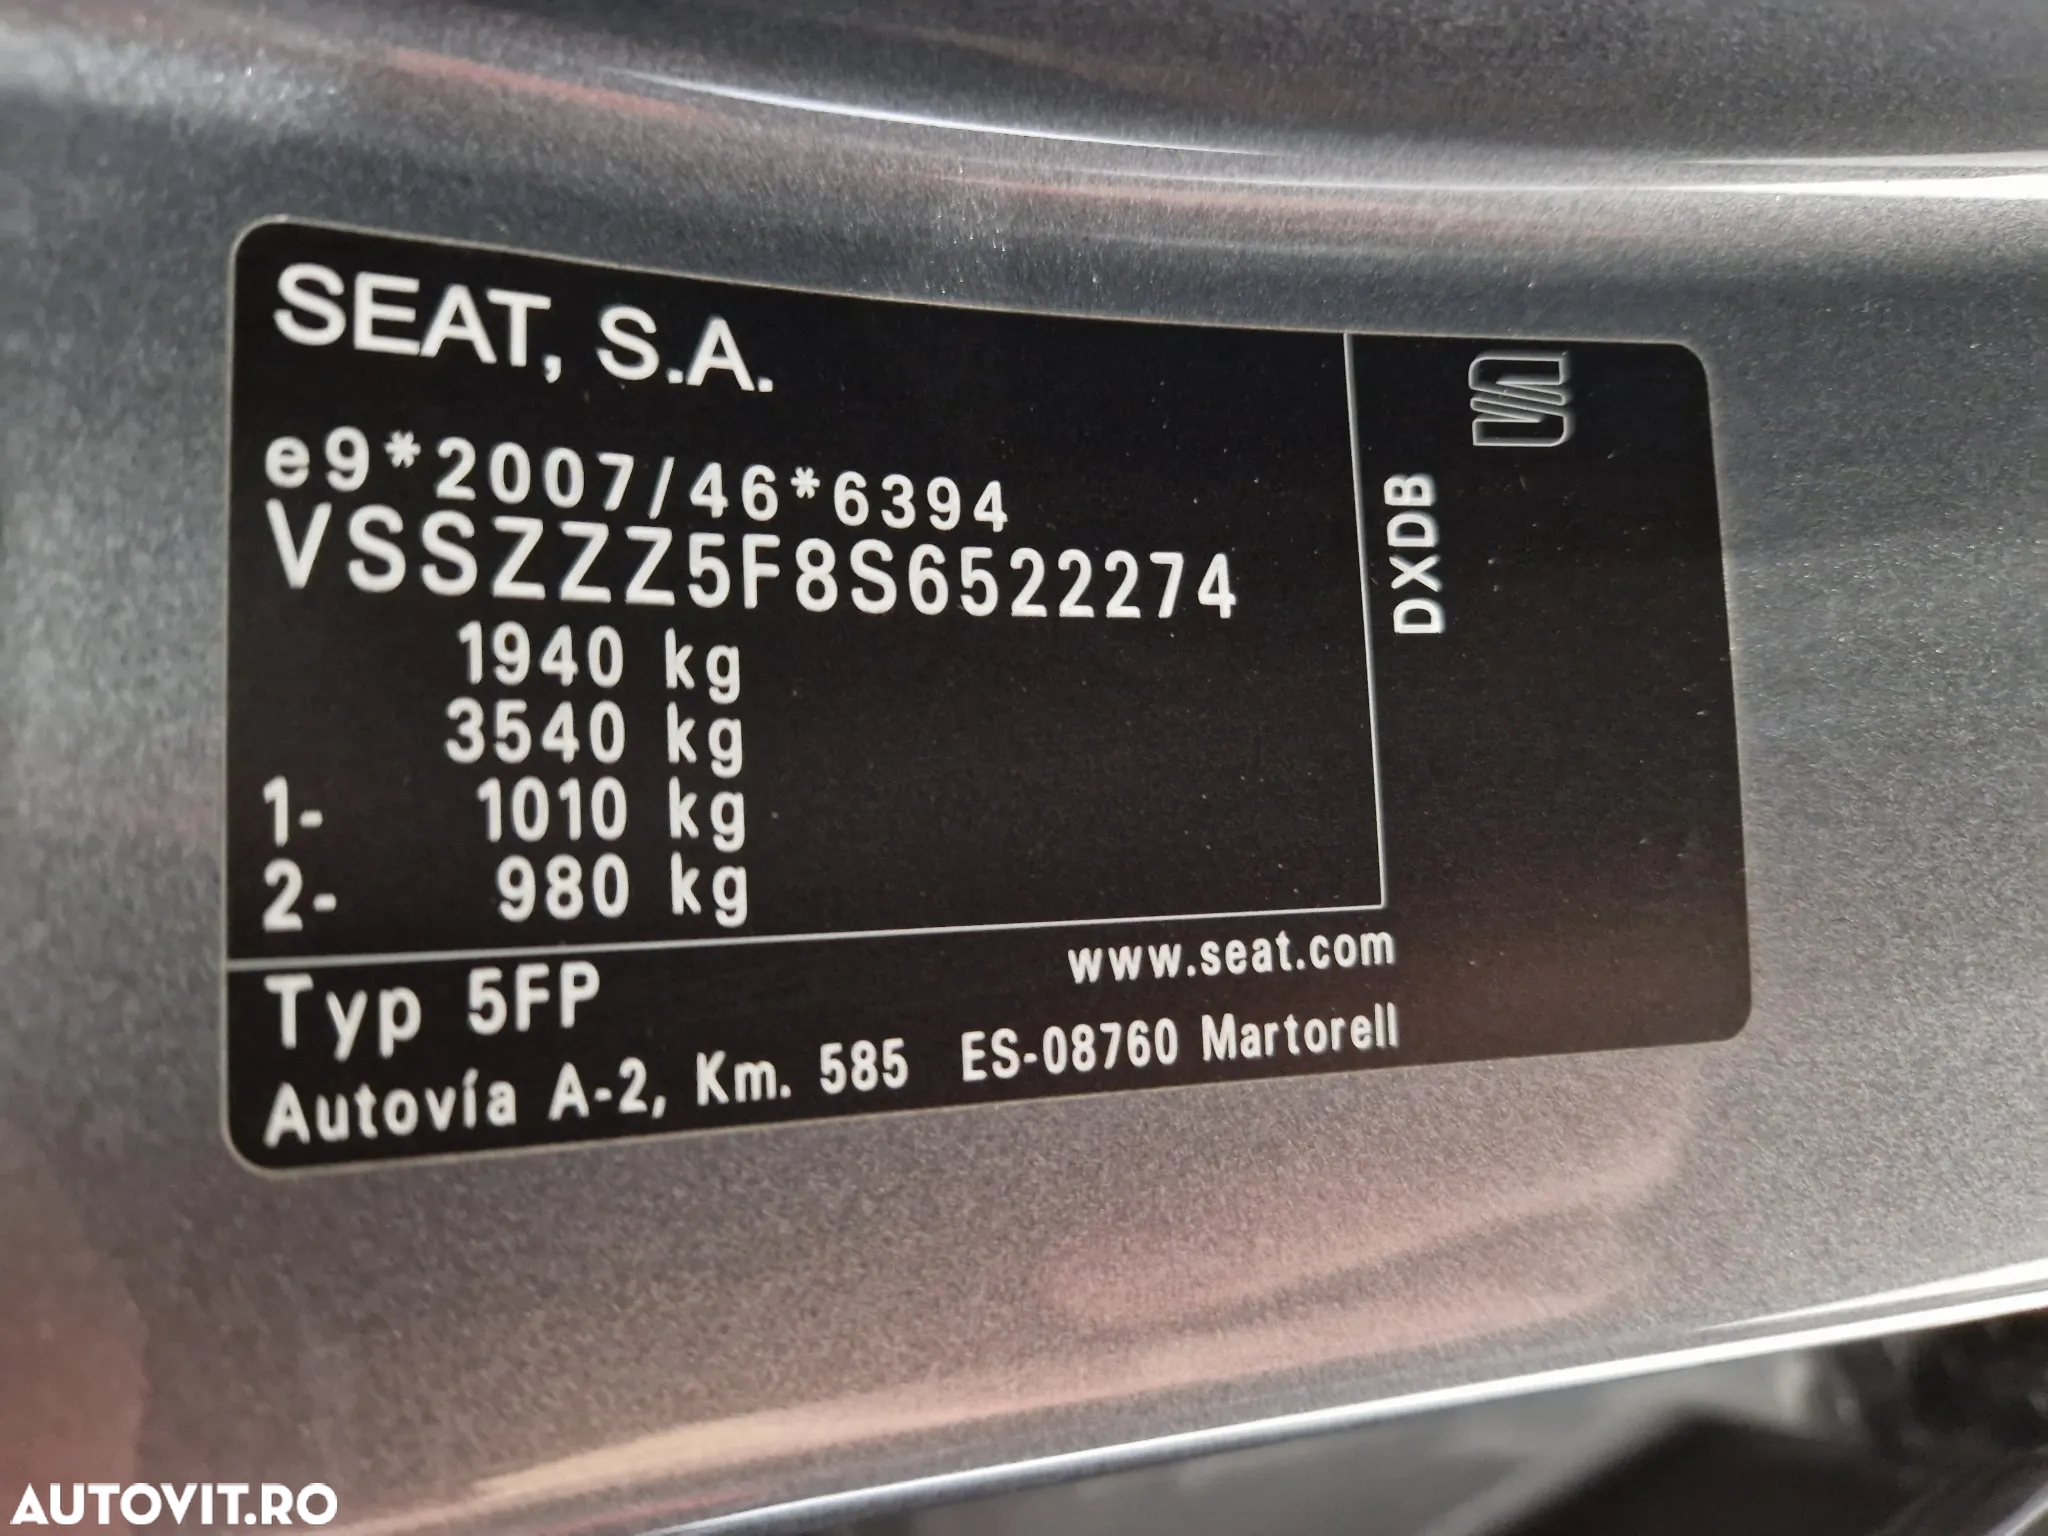 SEAT, S.A.
e9*2007/46*6394
VSSZZZ5F8S6522274
1940 kg
3540 kg
1- 1010 kg
2- 980 kg
DXDB
Typ 5FP
www.seat.com
Autovía A-2, Km. 585 ES-08760 Martorell
AUTOVIT.RO